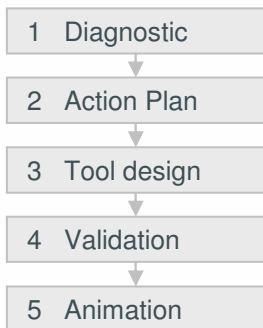 1 Diagnostic
2 Action Plan
3 Tool design
4 Validation
5 Animation